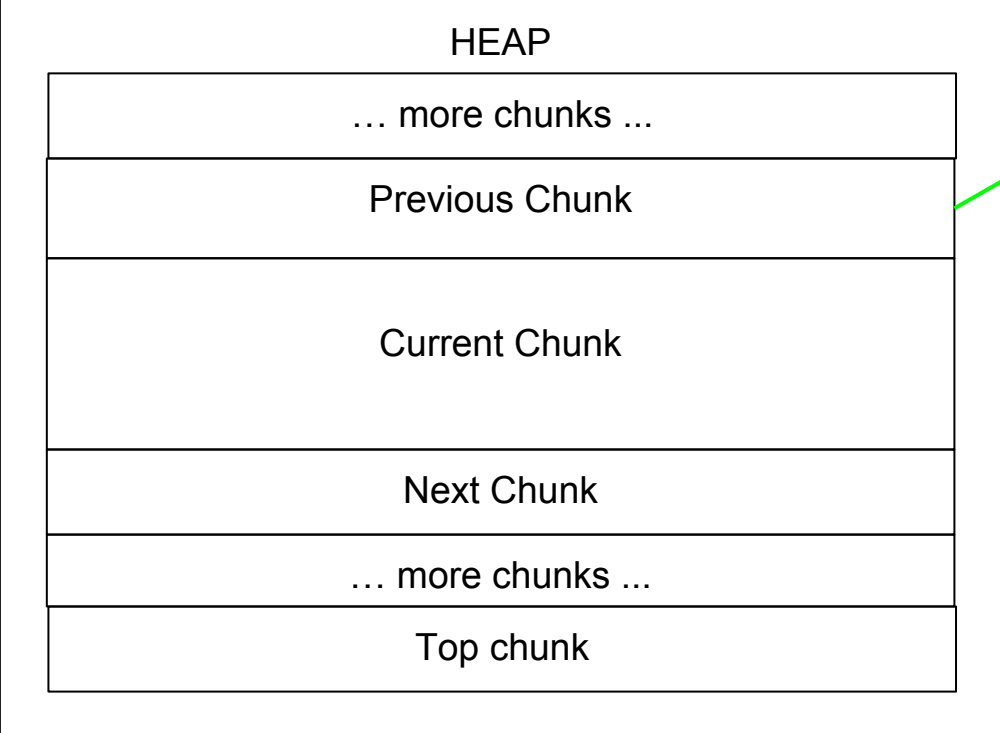 HEAP
… more chunks ...
Previous Chunk
Current Chunk
Next Chunk
… more chunks ...
Top chunk